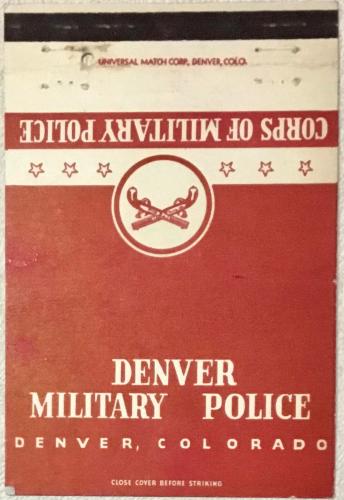 UNIVERSAL MATCH CORP., DENVER, COLO.
CORPS OF MILITARY POLICE
DENVER
MILITARY POLICE
DENVER, COLORADO
CLOSE COVER BEFORE STRIKING